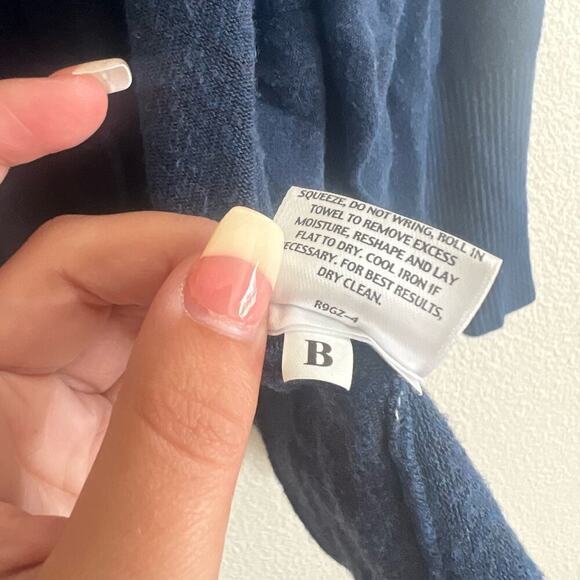 SQUEEZE, DO NOT WRING, ROLL IN
TOWEL TO REMOVE EXCESS
MOISTURE, RESHAPE AND LAY
FLAT TO DRY. COOL IRON IF
ECESSARY. FOR BEST RESULTS,
DRY CLEAN.
R9GZ-4
B